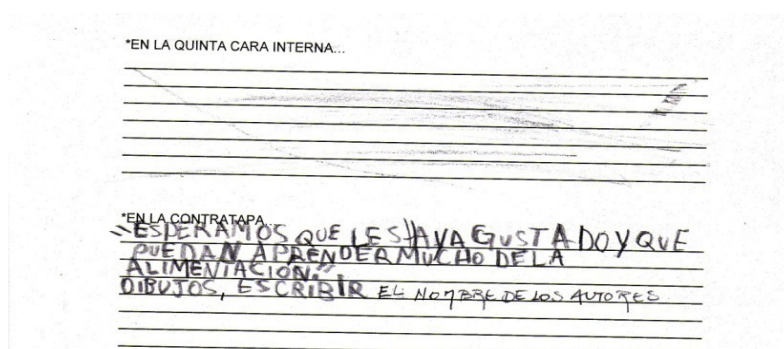 *EN LA QUINTA CARA INTERNA...
*EN LA CONTRATAPA...
"ESPERAMOS QUE LES HAYA GUSTADO Y QUE
PUEDAN APRENDER MUCHO DE LA
ALIMENTACION."
DIBUJOS, ESCRIBIR EL NOMBRE DE LOS AUTORES